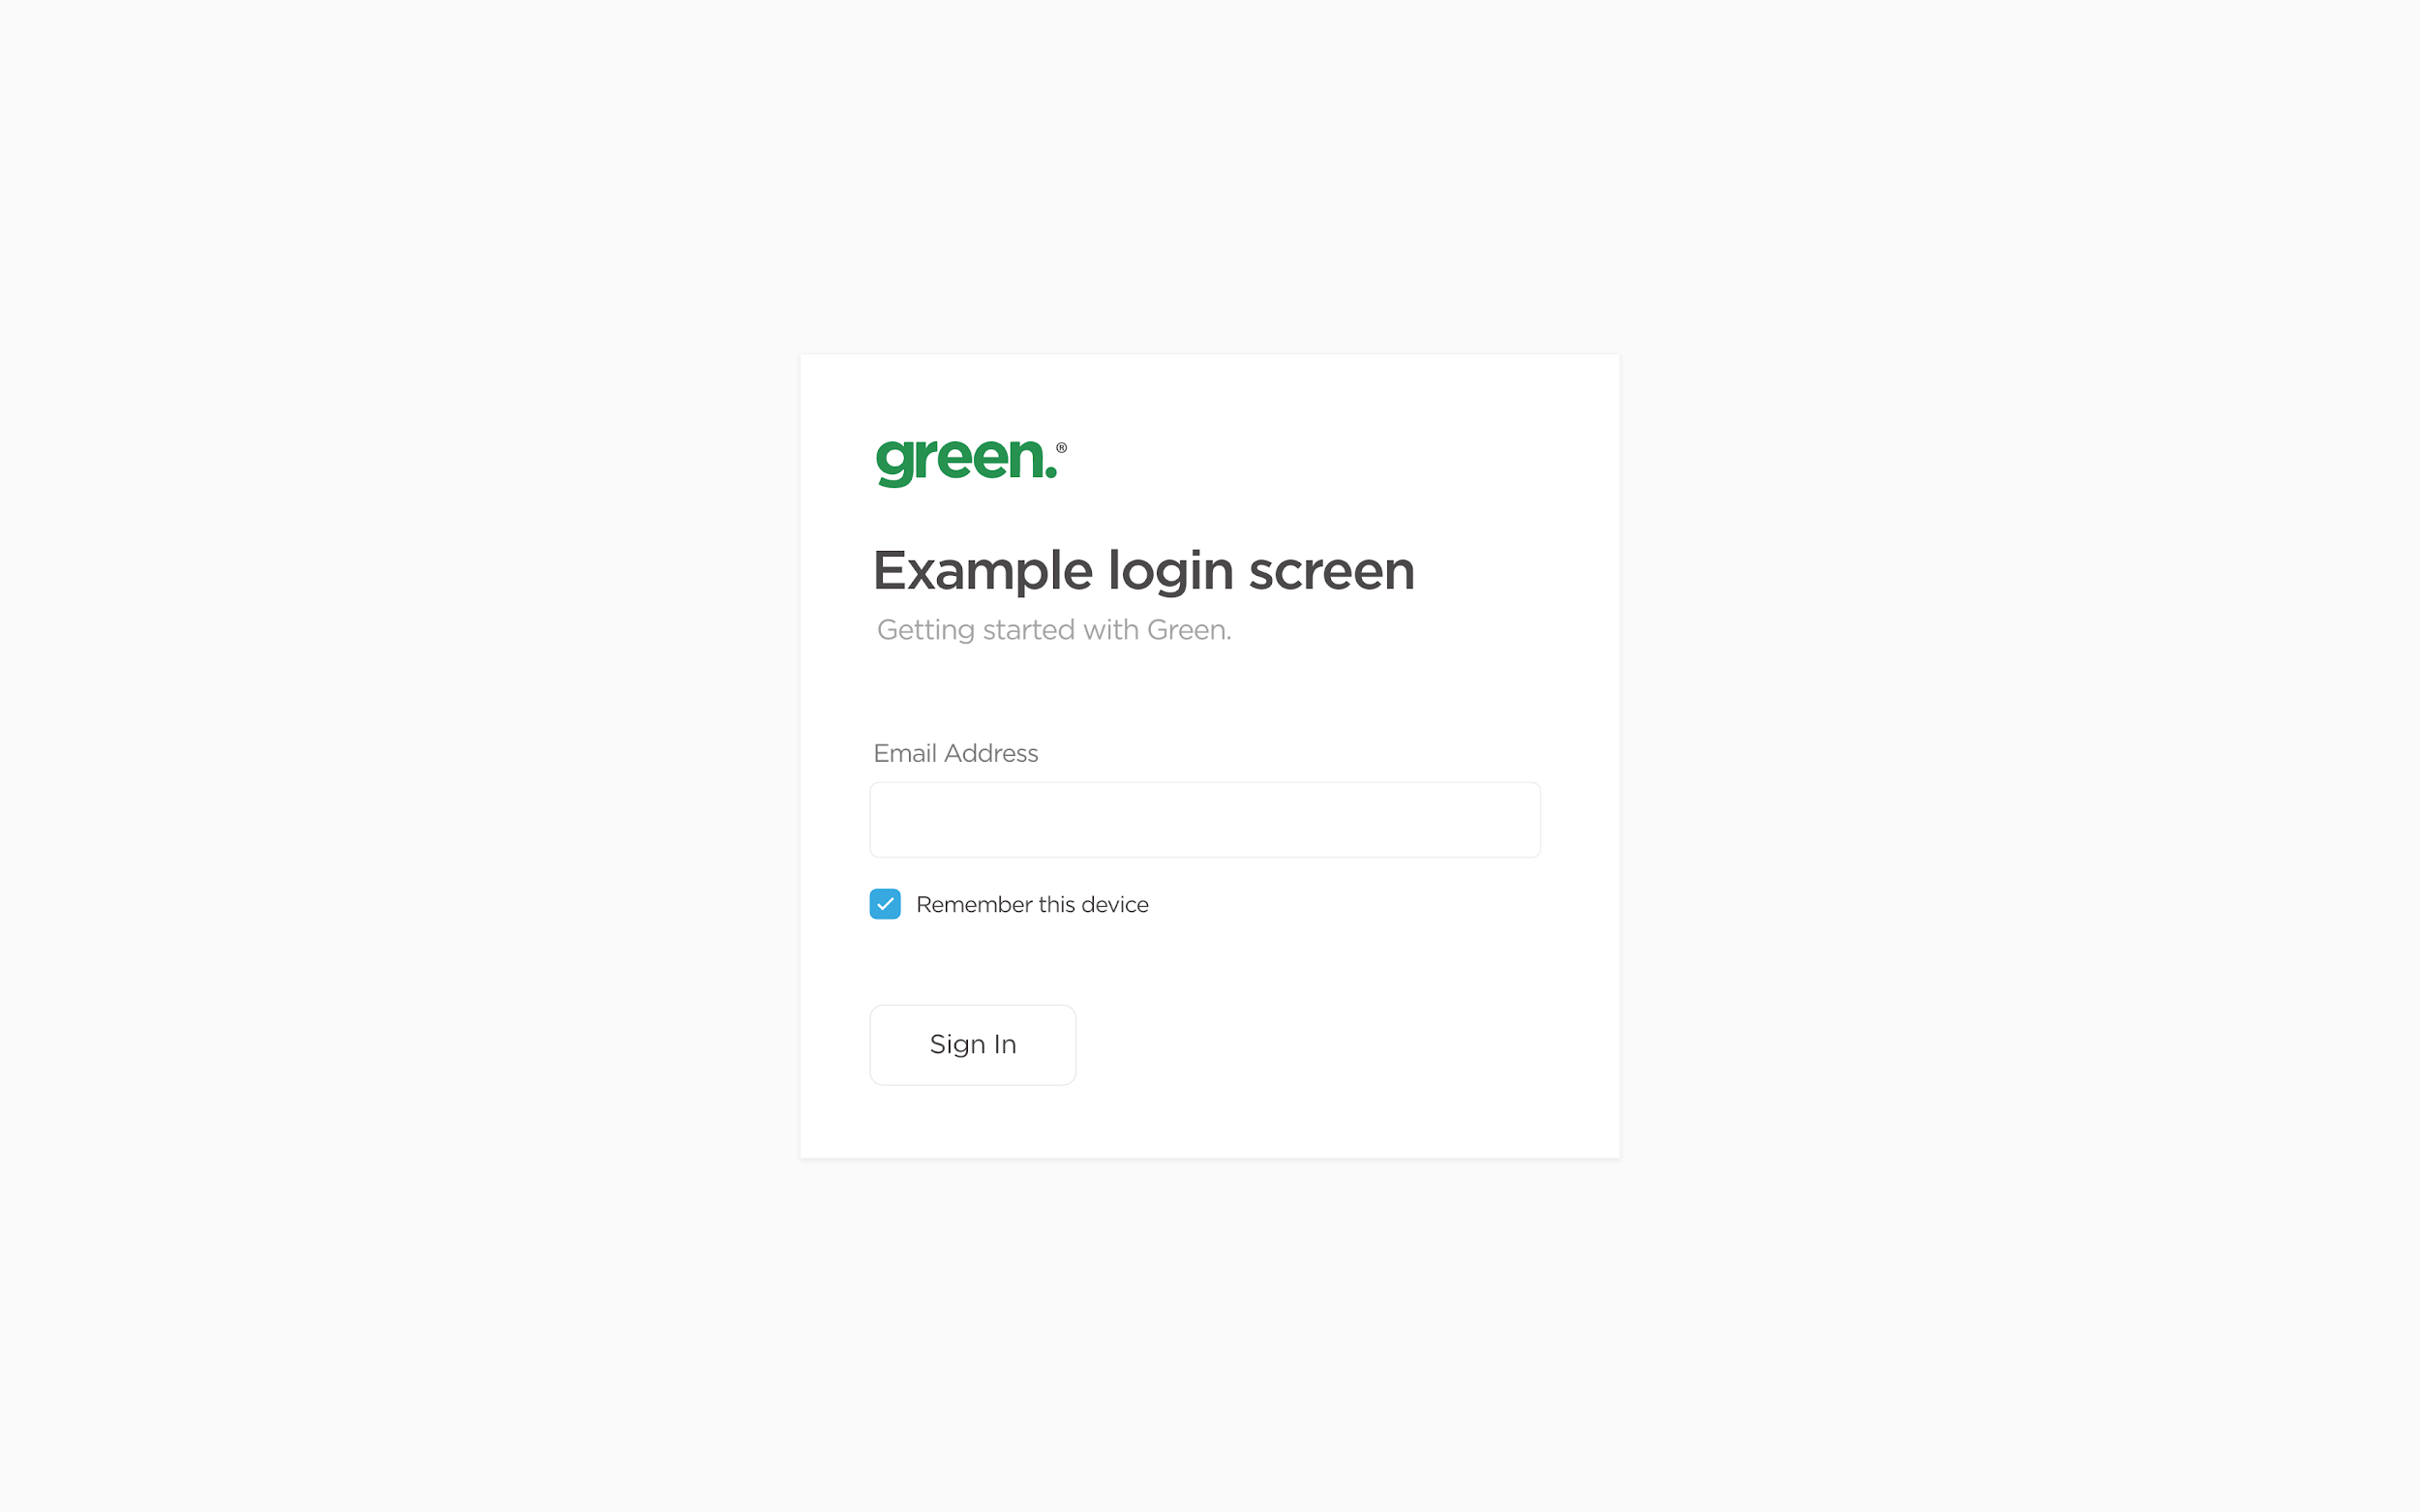 green.®
Example login screen
Getting started with Green.
Email Address
Remember this device
Sign In